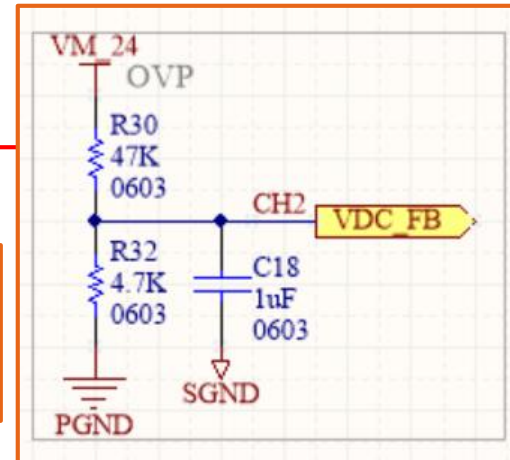 VM_24
OVP
R30
47K
0603
CH2
VDC_FB
R32
4.7K
0603
C18
1uF
0603
SGND
PGND